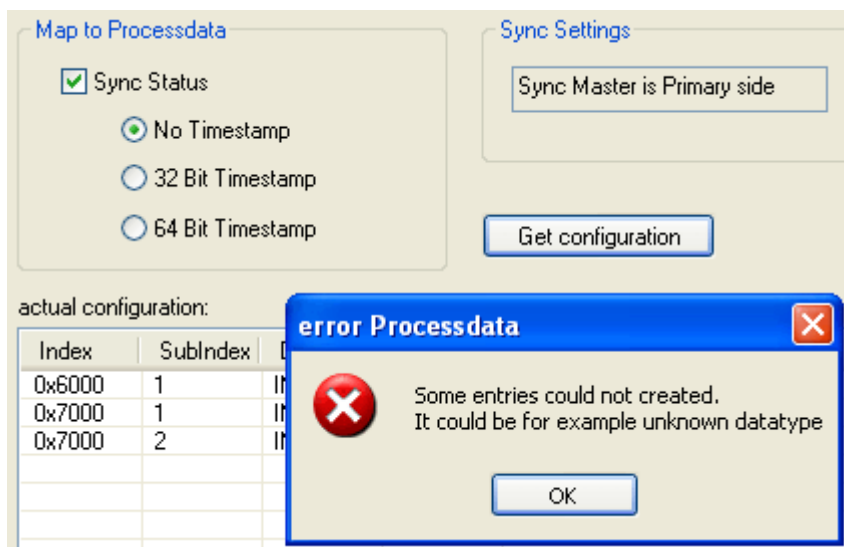 Map to Processdata
Sync Status
No Timestamp
32 Bit Timestamp
64 Bit Timestamp
Sync Settings
Sync Master is Primary side
Get configuration
actual configuration:
Index SubIndex
0x6000 1
0x7000 1
0x7000 2
error Processdata
Some entries could not created.
It could be for example unknown datatype
OK